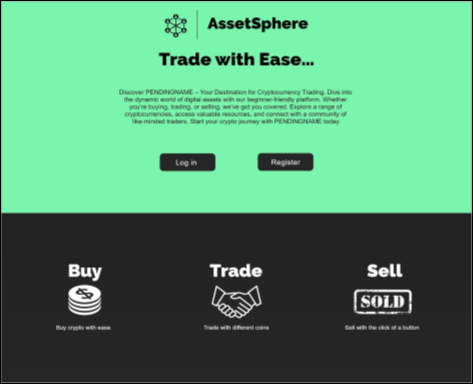 AssetSphere
Trade with Ease...
Discover PENDINGNAME – Your Destination for Cryptocurrency Trading. Dive into
the dynamic world of digital assets with our beginner-friendly platform. Whether
you're buying, trading, or selling, we've got you covered. Explore a range of
cryptocurrencies, access valuable resources, and connect with a community of
like-minded traders. Start your crypto journey with PENDINGNAME today.
Log in Register
Buy Trade Sell
$ SOLD
Buy crypto with ease. Trade with different coins Sell with the click of a button